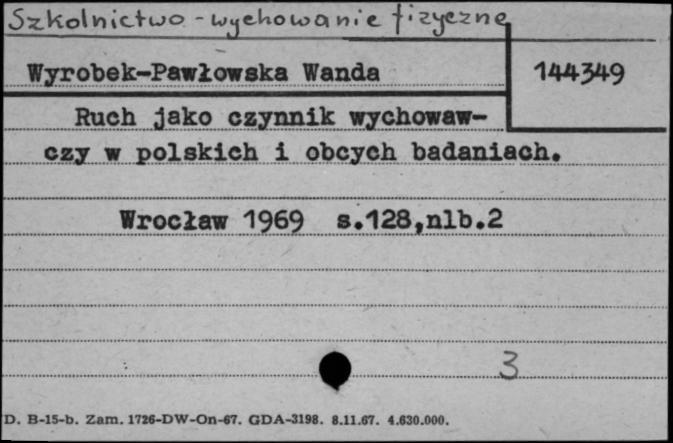 Szkolnictwo - wychowanie fizyczne
Wyrobek-Pawłowska Wanda
144349
Ruch jako czynnik wychowaw-
czy w polskich i obcych badaniach.
Wrocław 1969 s.128,nlb.2
3
D. B-15-b. Zam. 1726-DW-On-67. GDA-3198. 8.11.67. 4.630.000.